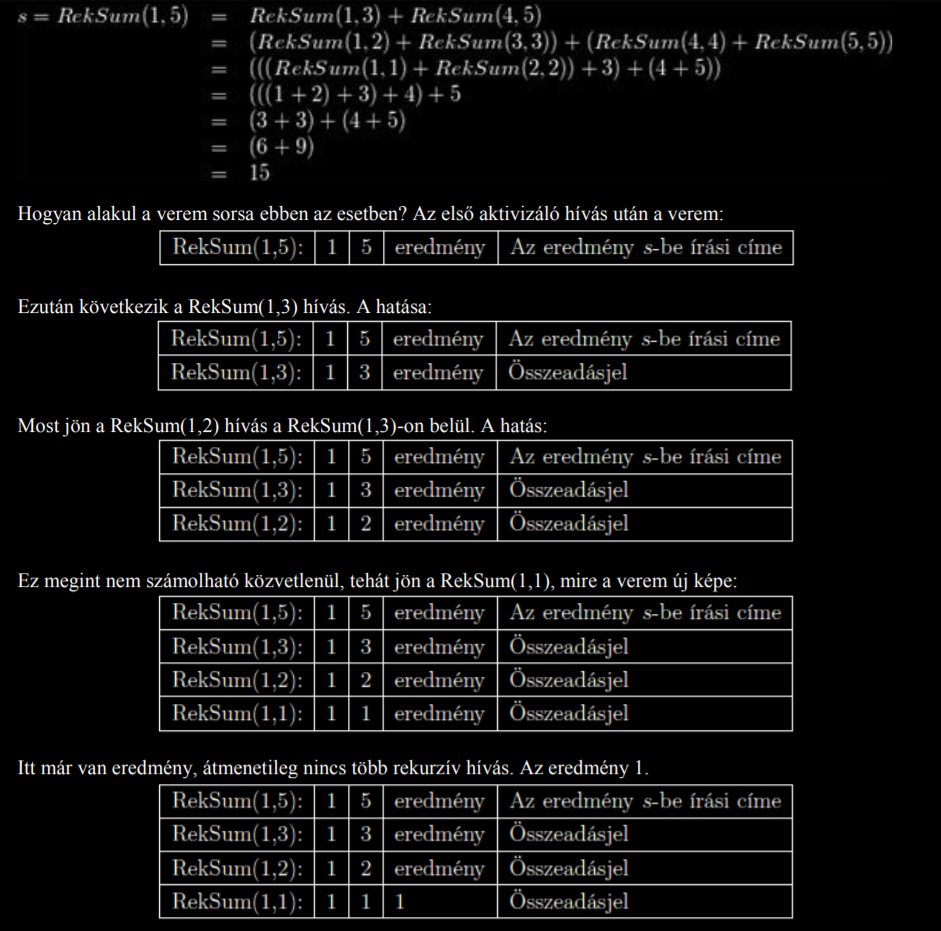 s = RekSum(1, 5) = RekSum(1, 3) + RekSum(4, 5)
= (RekSum(1, 2) + RekSum(3, 3)) + (RekSum(4, 4) + RekSum(5, 5))
= (((RekSum(1, 1) + RekSum(2, 2)) + 3) + (4 + 5))
= (((1 + 2) + 3) + 4) + 5
= (3 + 3) + (4 + 5)
= (6 + 9)
= 15
Hogyan alakul a verem sorsa ebben az esetben? Az első aktivizáló hívás után a verem:
RekSum(1,5): 1 5 eredmény Az eredmény s-be írási címe
Ezután következik a RekSum(1,3) hívás. A hatása:
RekSum(1,5): 1 5 eredmény Az eredmény s-be írási címe
RekSum(1,3): 1 3 eredmény Összeadásjel
Most jön a RekSum(1,2) hívás a RekSum(1,3)-on belül. A hatás:
RekSum(1,5): 1 5 eredmény Az eredmény s-be írási címe
RekSum(1,3): 1 3 eredmény Összeadásjel
RekSum(1,2): 1 2 eredmény Összeadásjel
Ez megint nem számolható közvetlenül, tehát jön a RekSum(1,1), mire a verem új képe:
RekSum(1,5): 1 5 eredmény Az eredmény s-be írási címe
RekSum(1,3): 1 3 eredmény Összeadásjel
RekSum(1,2): 1 2 eredmény Összeadásjel
RekSum(1,1): 1 1 eredmény Összeadásjel
Itt már van eredmény, átmenetileg nincs több rekurzív hívás. Az eredmény 1.
RekSum(1,5): 1 5 eredmény Az eredmény s-be írási címe
RekSum(1,3): 1 3 eredmény Összeadásjel
RekSum(1,2): 1 2 eredmény Összeadásjel
RekSum(1,1): 1 1 1 Összeadásjel